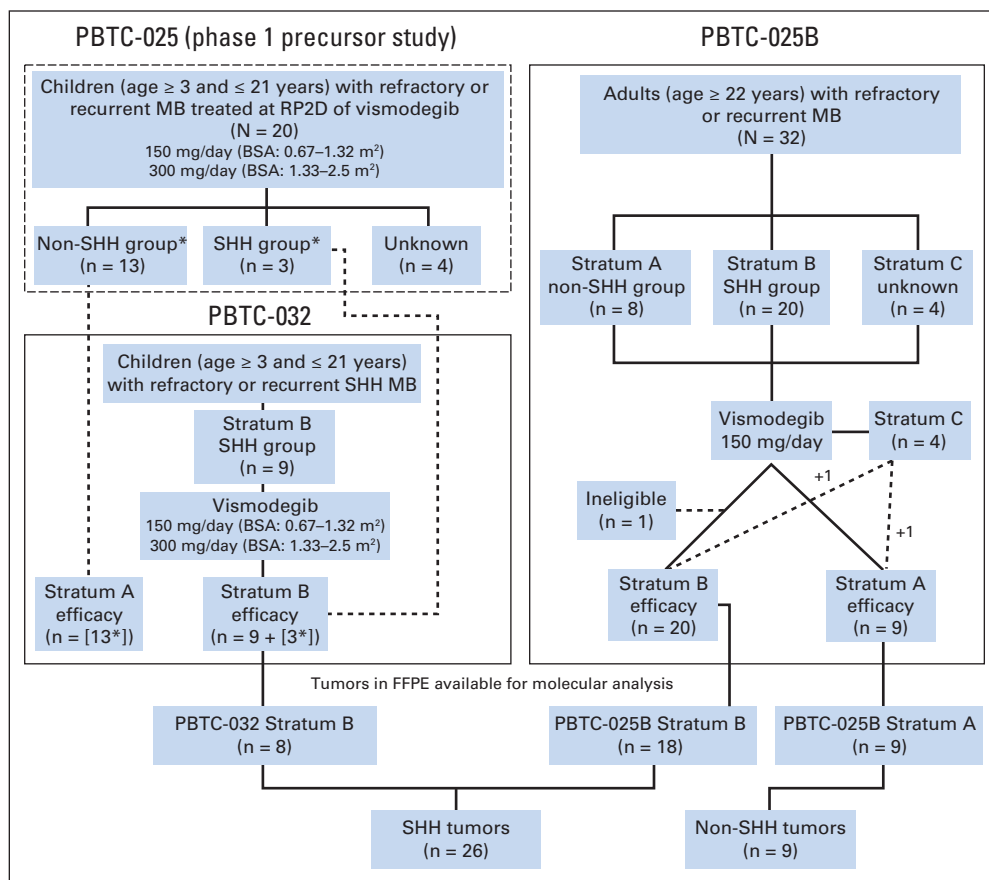 PBTC-025 (phase 1 precursor study)
Children (age ≥ 3 and ≤ 21 years) with refractory or
recurrent MB treated at RP2D of vismodegib
(N = 20)
150 mg/day (BSA: 0.67–1.32 m²)
300 mg/day (BSA: 1.33–2.5 m²)
Non-SHH group*
(n = 13)
SHH group*
(n = 3)
Unknown
(n = 4)
PBTC-032
Children (age ≥ 3 and ≤ 21 years)
with refractory or recurrent SHH MB
Stratum B
SHH group
(n = 9)
Vismodegib
150 mg/day (BSA: 0.67–1.32 m²)
300 mg/day (BSA: 1.33–2.5 m²)
Stratum A
efficacy
(n = [13*])
Stratum B
efficacy
(n = 9 + [3*])
PBTC-025B
Adults (age ≥ 22 years) with refractory
or recurrent MB
(N = 32)
Stratum A
non-SHH group
(n = 8)
Stratum B
SHH group
(n = 20)
Stratum C
unknown
(n = 4)
Vismodegib
150 mg/day
Stratum C
(n = 4)
+1
Ineligible
(n = 1)
+1
Stratum B
efficacy
(n = 20)
Stratum A
efficacy
(n = 9)
Tumors in FFPE available for molecular analysis
PBTC-032 Stratum B
(n = 8)
PBTC-025B Stratum B
(n = 18)
PBTC-025B Stratum A
(n = 9)
SHH tumors
(n = 26)
Non-SHH tumors
(n = 9)